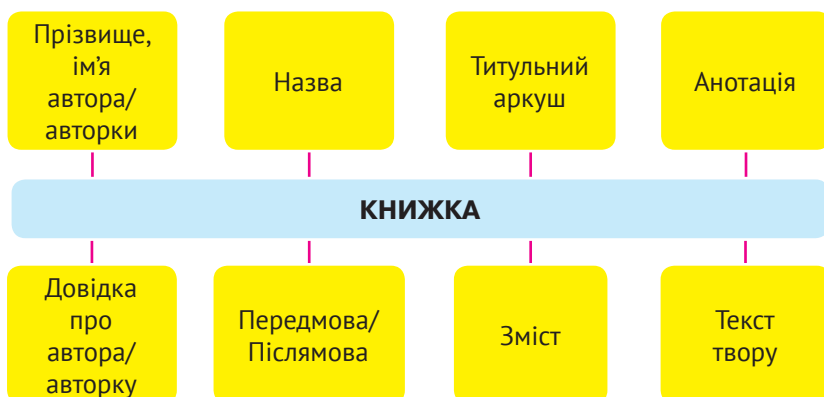 Прізвище,
ім’я
автора/
авторки
Назва
Титульний
аркуш
Анотація
КНИЖКА
Довідка
про
автора/
авторку
Передмова/
Післямова
Зміст
Текст
твору